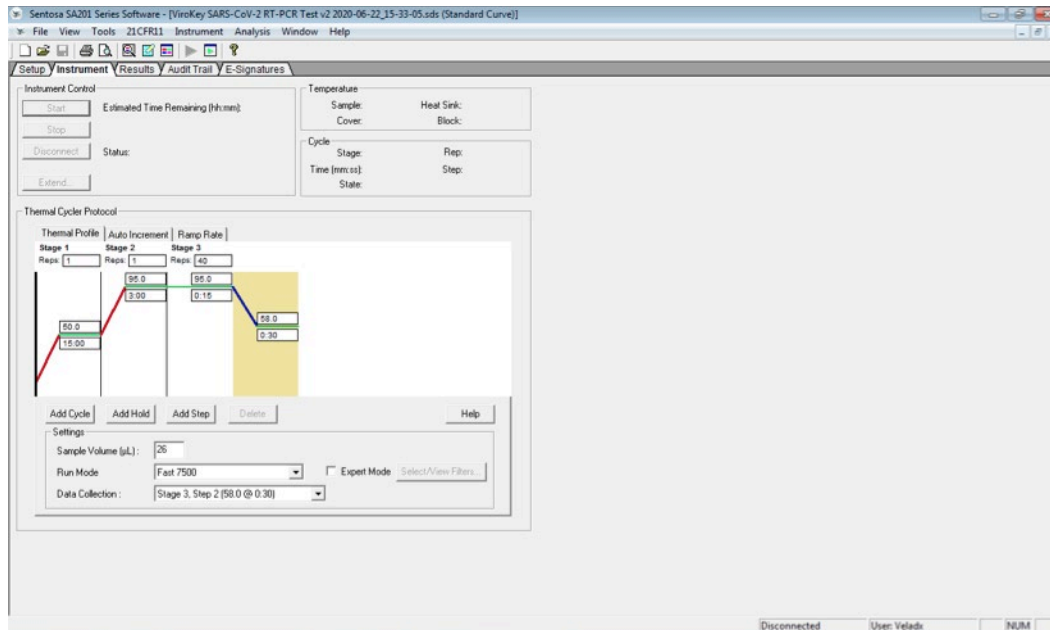 Sentosa SA201 Series Software - [ViroKey SARS-CoV-2 RT-PCR Test v2 2020-06-22_15-33-05.sds (Standard Curve)]
File View Tools 21CFR11 Instrument Analysis Window Help
Setup Instrument Results Audit Trail E-Signatures
Instrument Control
Start Estimated Time Remaining (hh:mm):
Stop
Disconnect Status:
Extend...
Temperature
Sample: Heat Sink:
Cover: Block:
Cycle
Stage: Rep:
Time (mm:ss): Step:
State:
Thermal Cycler Protocol
Thermal Profile Auto Increment Ramp Rate
Stage 1 Stage 2 Stage 3
Reps: 1 Reps: 1 Reps: 40
95.0 95.0
3:00 0:15
58.0
50.0
0:30
15:00
Add Cycle Add Hold Add Step Delete Help
Settings
Sample Volume (µL) : 26
Run Mode Fast 7500 Expert Mode Select/View Filters...
Data Collection : Stage 3, Step 2 (58.0 @ 0:30)
Disconnected User: Veladx NUM